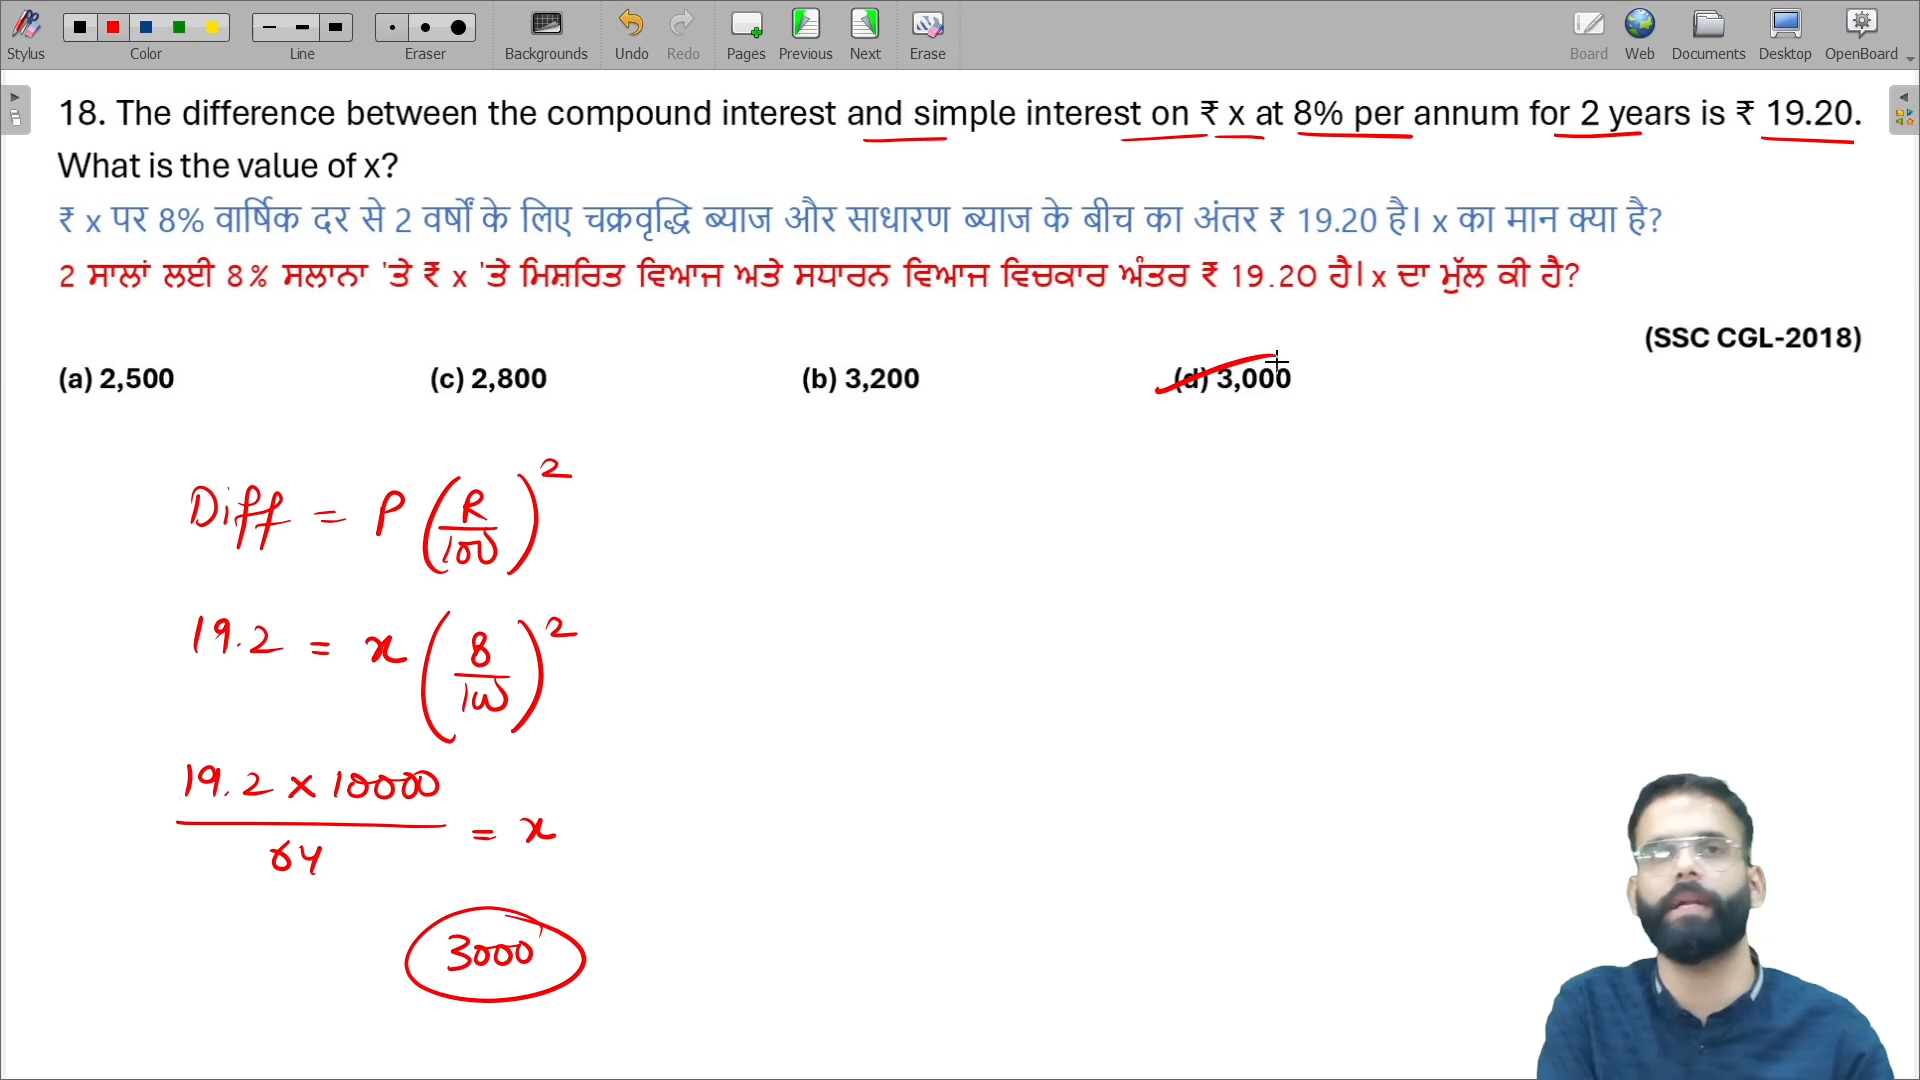 Stylus
Color
Line
Eraser
Backgrounds
Undo
Redo
Pages
Previous
Next
Erase
Board
Web
Documents
Desktop
OpenBoard
18. The difference between the compound interest and simple interest on ₹ x at 8% per annum for 2 years is ₹ 19.20.
What is the value of x?
₹ x पर 8% वार्षिक दर से 2 वर्षों के लिए चक्रवृद्धि ब्याज और साधारण ब्याज के बीच का अंतर ₹ 19.20 है। x का मान क्या है?
2 ਸਾਲਾਂ ਲਈ 8% ਸਲਾਨਾ 'ਤੇ ₹ x 'ਤੇ ਮਿਸ਼ਰਿਤ ਵਿਆਜ ਅਤੇ ਸਧਾਰਨ ਵਿਆਜ ਵਿਚਕਾਰ ਅੰਤਰ ₹ 19.20 ਹੈ। x ਦਾ ਮੁੱਲ ਕੀ ਹੈ?
(SSC CGL-2018)
(a) 2,500 (c) 2,800 (b) 3,200 (d) 3,000
Diff = P (R/100)²
19.2 = x (8/100)²
19.2 × 10000 / 64 = x
3000